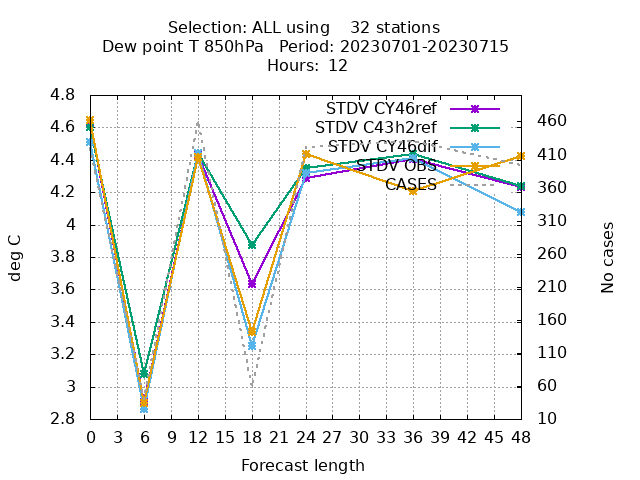 Selection: ALL using    32 stations
Dew point T 850hPa   Period: 20230701-20230715
Hours: 12
4.8
4.6
4.4
4.2
4
3.8
3.6
3.4
3.2
3
2.8
deg C
STDV CY46ref
STDV C43h2ref
STDV CY46dif
STDV OBS
CASES
460
410
360
310
260
210
160
110
60
10
No cases
0 3 6 9 12 15 18 21 24 27 30 33 36 39 42 45 48
Forecast length